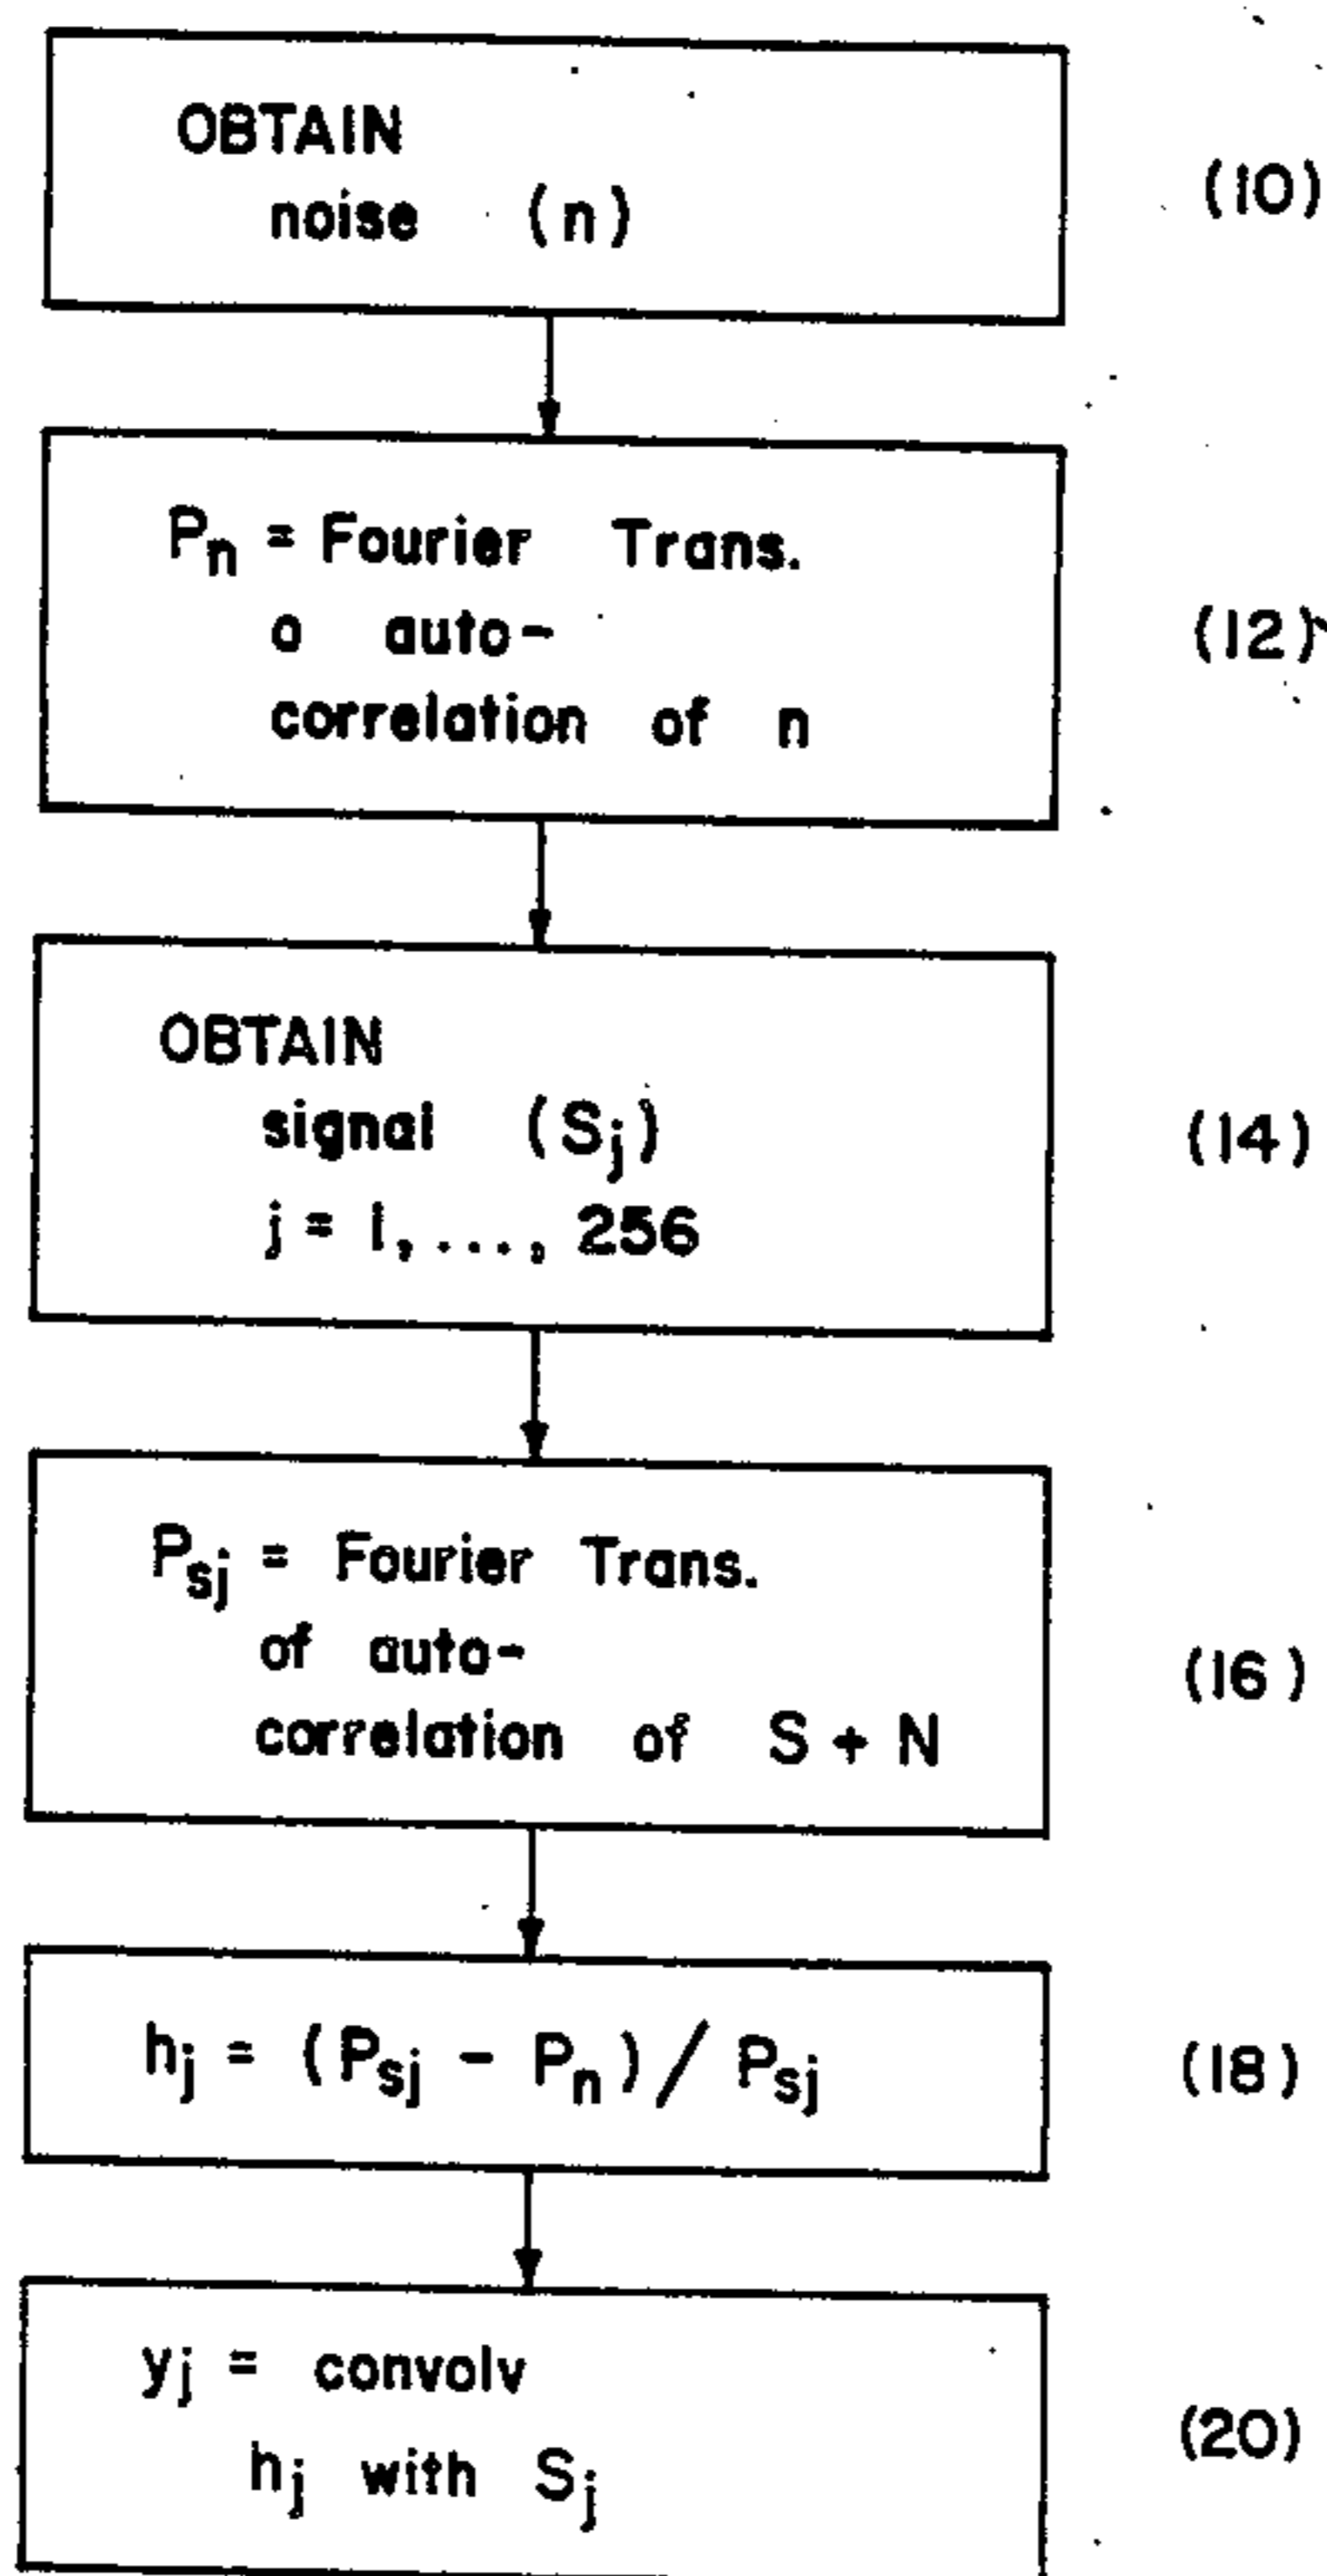 OBTAIN
noise (n)
(10)
Pn = Fourier Trans.
a auto-
correlation of n
(12)
OBTAIN
signal (Sj)
j = 1, ..., 256
(14)
Psj = Fourier Trans.
of auto-
correlation of S + N
(16)
hj = (Psj - Pn) / Psj
(18)
yj = convolv
hj with Sj
(20)